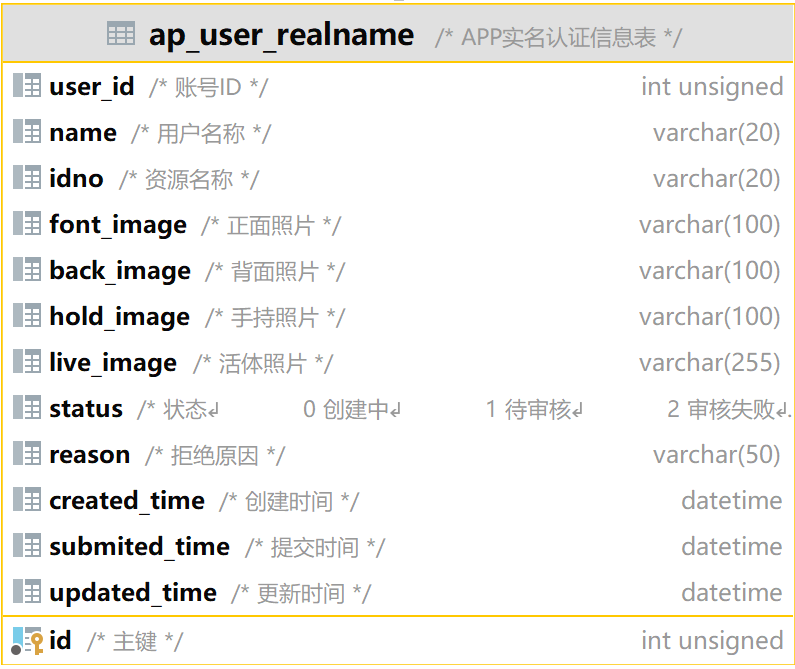 ap_user_realname /* APP实名认证信息表 */
user_id /* 账号ID */ int unsigned
name /* 用户名称 */ varchar(20)
idno /* 资源名称 */ varchar(20)
font_image /* 正面照片 */ varchar(100)
back_image /* 背面照片 */ varchar(100)
hold_image /* 手持照片 */ varchar(100)
live_image /* 活体照片 */ varchar(255)
status /* 状态↲ 0 创建中↲ 1 待审核↲ 2 审核失败↲.
reason /* 拒绝原因 */ varchar(50)
created_time /* 创建时间 */ datetime
submited_time /* 提交时间 */ datetime
updated_time /* 更新时间 */ datetime
id /* 主键 */ int unsigned